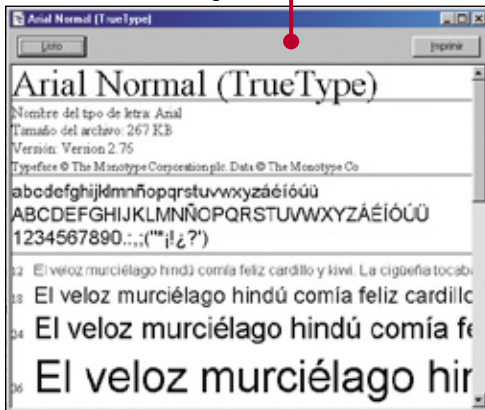 Arial Normal (TrueType)
Listo
Imprimir
Arial Normal (TrueType)
Nombre del tipo de letra: Arial
Tamaño del archivo: 267 KB
Versión: Version 2.76
Typeface © The Monotype Corporation plc. Data © The Monotype Co
abcdefghijklmnñopqrstuvwxyzáéíóúü
ABCDEFGHIJKLMNÑOPQRSTUVWXYZÁÉÍÓÚÜ
1234567890.:,;("*¡!¿?')
12 El veloz murciélago hindú comía feliz cardillo y kiwi. La cigüeña tocaba
18 El veloz murciélago hindú comía feliz cardillo
24 El veloz murciélago hindú comía fe
36 El veloz murciélago hin